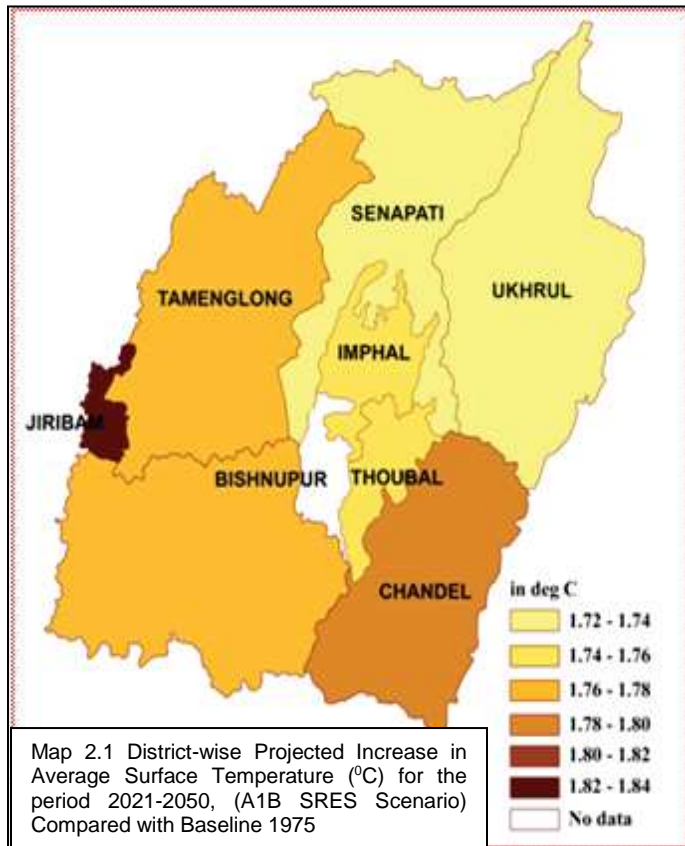 SENAPATI
UKHRUL
TAMENGLONG
IMPHAL
JIRIBAM
BISHNUPUR
THOUBAL
CHANDEL
in deg C
1.72 - 1.74
1.74 - 1.76
1.76 - 1.78
1.78 - 1.80
1.80 - 1.82
1.82 - 1.84
No data
Map 2.1 District-wise Projected Increase in
Average Surface Temperature (⁰C) for the
period 2021-2050, (A1B SRES Scenario)
Compared with Baseline 1975